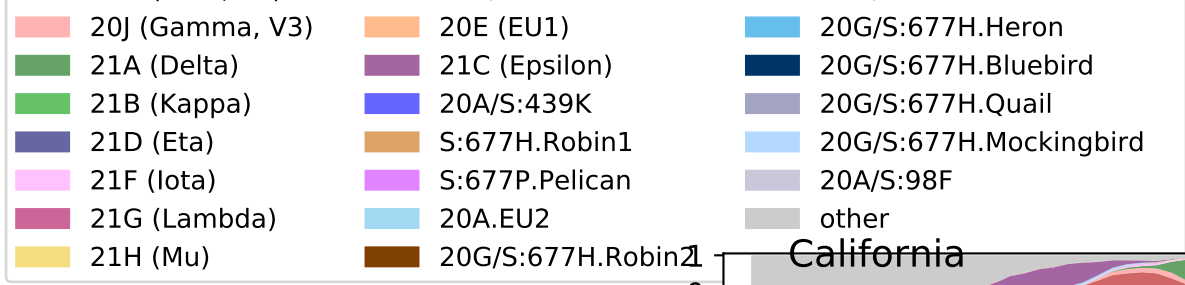 20J (Gamma, V3) 20E (EU1) 20G/S:677H.Heron
21A (Delta) 21C (Epsilon) 20G/S:677H.Bluebird
21B (Kappa) 20A/S:439K 20G/S:677H.Quail
21D (Eta) S:677H.Robin1 20G/S:677H.Mockingbird
21F (Iota) S:677P.Pelican 20A/S:98F
21G (Lambda) 20A.EU2 other
21H (Mu) 20G/S:677H.Robin2
1 California